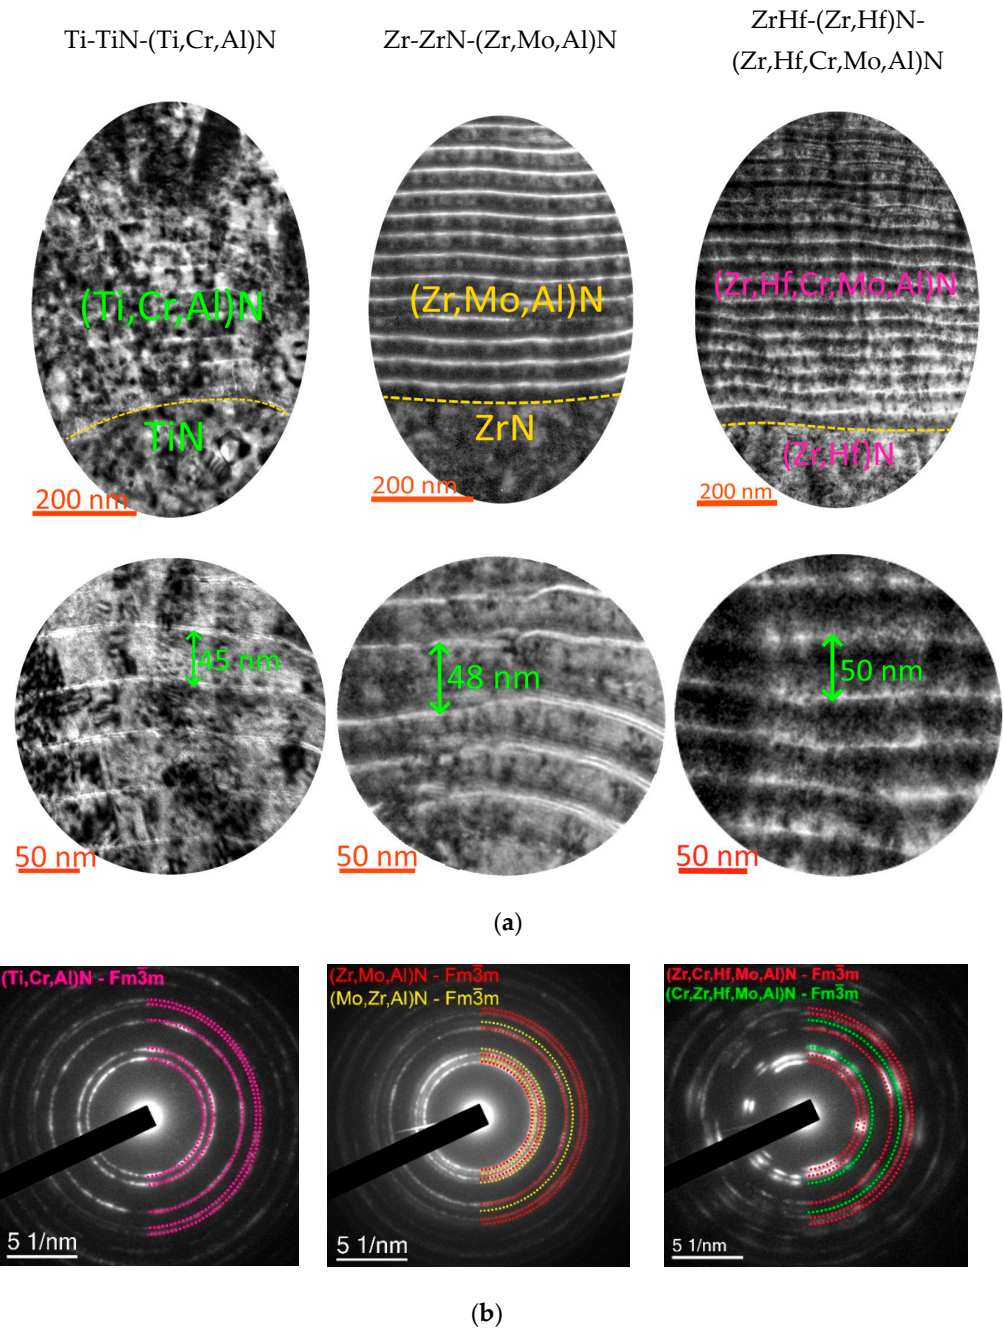 Ti-TiN-(Ti,Cr,Al)N
Zr-ZrN-(Zr,Mo,Al)N
ZrHf-(Zr,Hf)N-
(Zr,Hf,Cr,Mo,Al)N
(Ti,Cr,Al)N
TiN
200 nm
(Zr,Mo,Al)N
ZrN
200 nm
(Zr,Hf,Cr,Mo,Al)N
(Zr,Hf)N
200 nm
45 nm
50 nm
48 nm
50 nm
50 nm
50 nm
(a)
(Ti,Cr,Al)N - Fm3̅m
5 1/nm
(Zr,Mo,Al)N - Fm3̅m
(Mo,Zr,Al)N - Fm3̅m
5 1/nm
(Zr,Cr,Hf,Mo,Al)N - Fm3̅m
(Cr,Zr,Hf,Mo,Al)N - Fm3̅m
5 1/nm
(b)